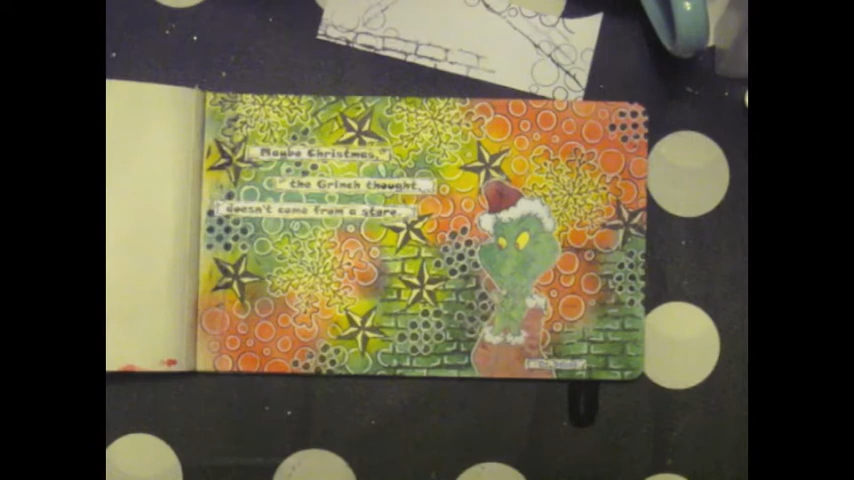 "Maybe Christmas,"
"the Grinch thought,
doesn't come from a store.